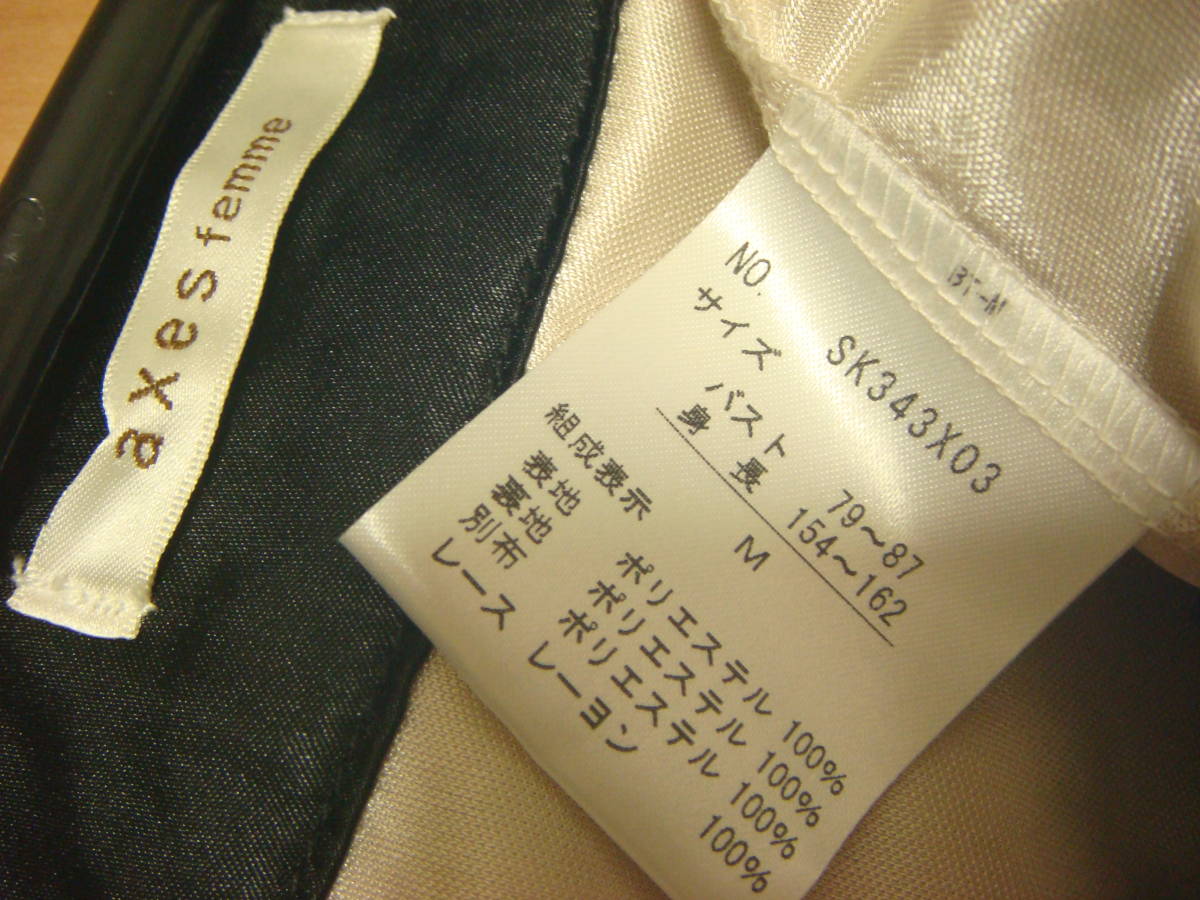 axes femme
BT-N
NO. SK343X03
サイズ
バスト 79～87
身長 154～162
M
組成表示
表地 ポリエステル 100%
裏地 ポリエステル 100%
別布 ポリエステル 100%
レース レーヨン 100%